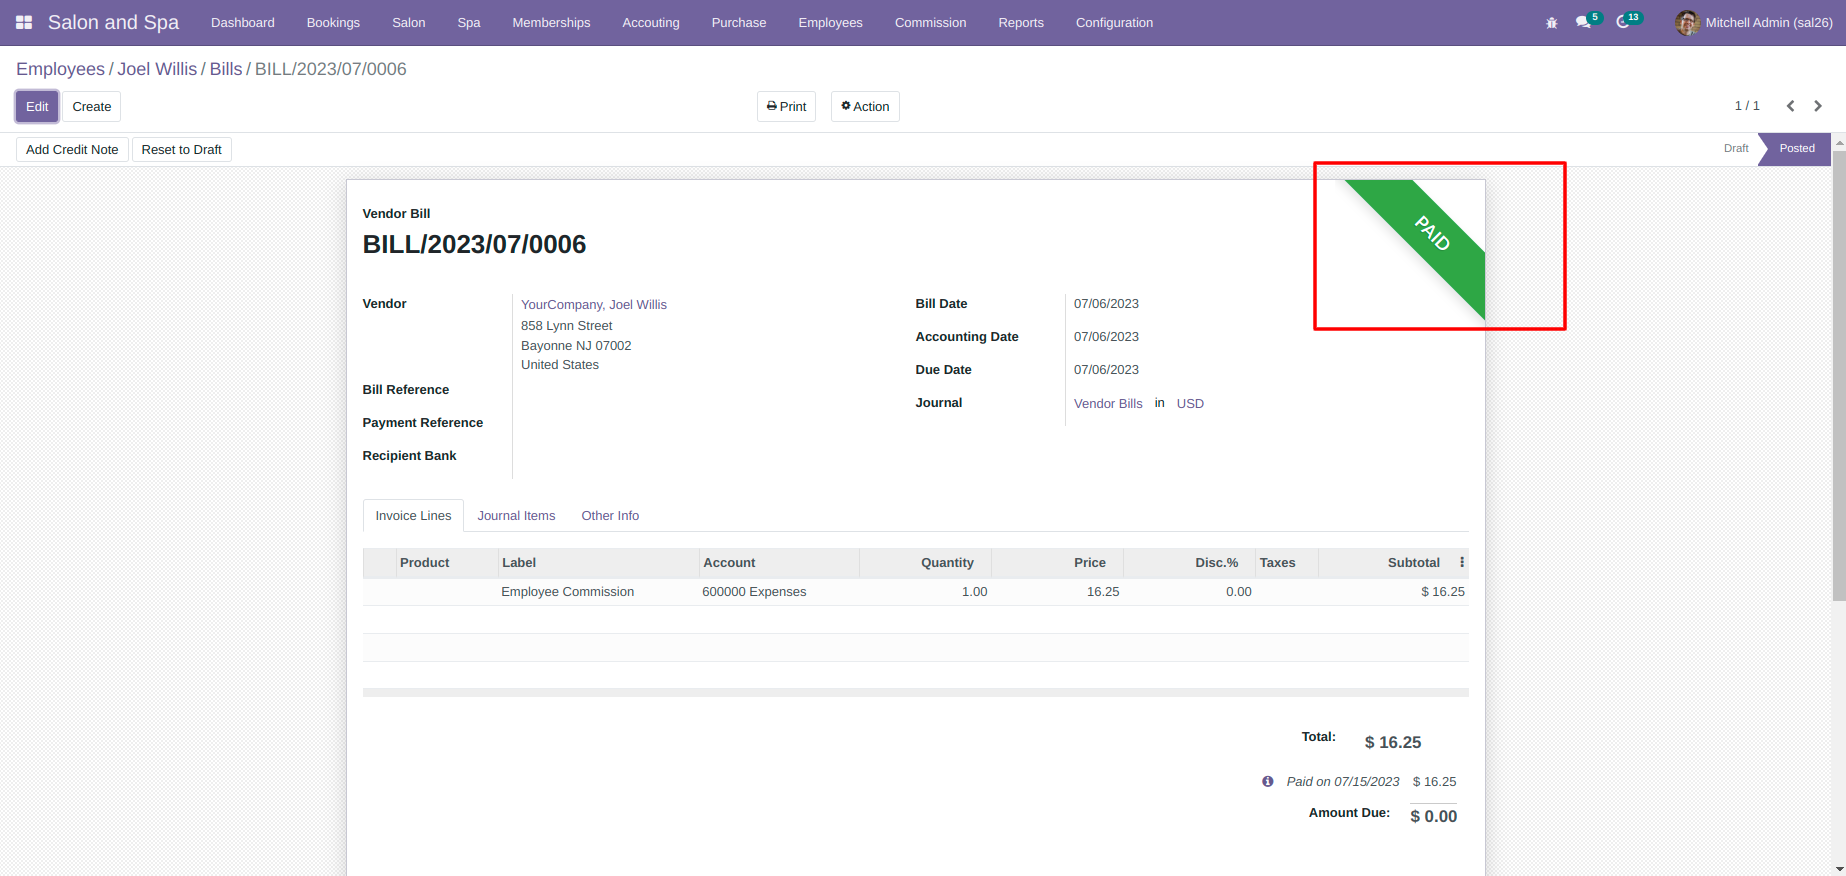 Salon and Spa Dashboard Bookings Salon Spa Memberships Accouting Purchase Employees Commission Reports Configuration 5 13 Mitchell Admin (sal26)
Employees / Joel Willis / Bills / BILL/2023/07/0006
Edit Create Print Action 1 / 1
Add Credit Note Reset to Draft Draft Posted
PAID
Vendor Bill
BILL/2023/07/0006
Vendor YourCompany, Joel Willis
858 Lynn Street
Bayonne NJ 07002
United States
Bill Reference
Payment Reference
Recipient Bank
Bill Date 07/06/2023
Accounting Date 07/06/2023
Due Date 07/06/2023
Journal Vendor Bills in USD
Invoice Lines Journal Items Other Info
Product Label Account Quantity Price Disc.% Taxes Subtotal
Employee Commission 600000 Expenses 1.00 16.25 0.00 $ 16.25
Total: $ 16.25
Paid on 07/15/2023 $ 16.25
Amount Due: $ 0.00